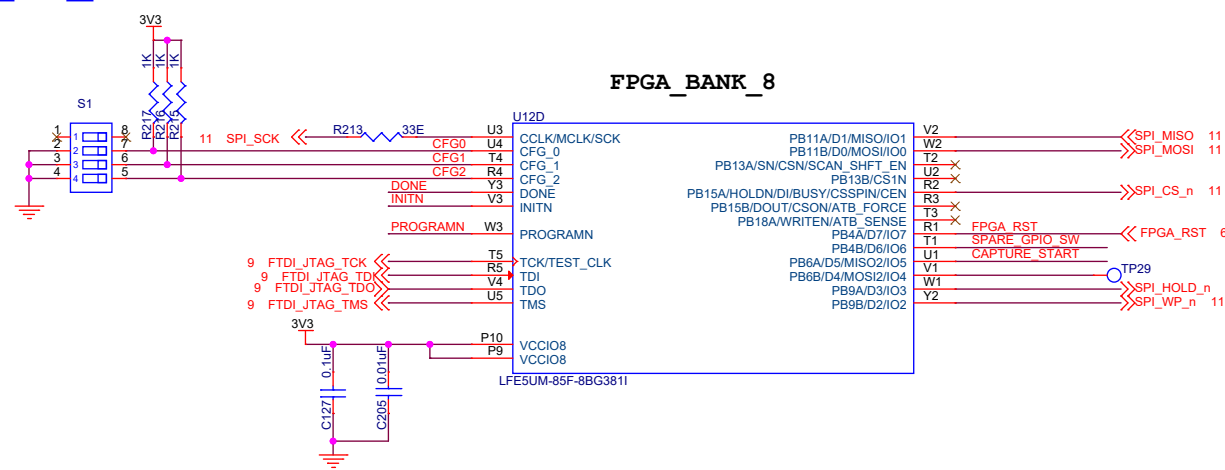 3V3
1K
1K
1K
R217
R216
R215
S1
1
2
3
4
8
7
6
5
1
2
3
4
FPGA_BANK_8
U12D
11 SPI_SCK
R213 33E
U3 CCLK/MCLK/SCK
CFG0 U4 CFG_0
CFG1 T4 CFG_1
CFG2 R4 CFG_2
DONE Y3 DONE
INITN V3 INITN
PROGRAMN W3 PROGRAMN
9 FTDI_JTAG_TCK T5 TCK/TEST_CLK
9 FTDI_JTAG_TDI R5 TDI
9 FTDI_JTAG_TDO V4 TDO
9 FTDI_JTAG_TMS U5 TMS
3V3
P10 VCCIO8
P9 VCCIO8
0.1uF
C127
0.01uF
C205
PB11A/D1/MISO/IO1 V2 SPI_MISO 11
PB11B/D0/MOSI/IO0 W2 SPI_MOSI 11
PB13A/SN/CSN/SCAN_SHFT_EN T2
PB13B/CS1N U2
PB15A/HOLDN/DI/BUSY/CSSPIN/CEN R2 SPI_CS_n 11
PB15B/DOUT/CSON/ATB_FORCE R3
PB18A/WRITEN/ATB_SENSE T3
PB4A/D7/IO7 R1 FPGA_RST FPGA_RST 6
PB4B/D6/IO6 T1 SPARE_GPIO_SW
PB6A/D5/MISO2/IO5 U1 CAPTURE_START
PB6B/D4/MOSI2/IO4 V1 TP29
PB9A/D3/IO3 W1 SPI_HOLD_n
PB9B/D2/IO2 Y2 SPI_WP_n 11
LFE5UM-85F-8BG381I